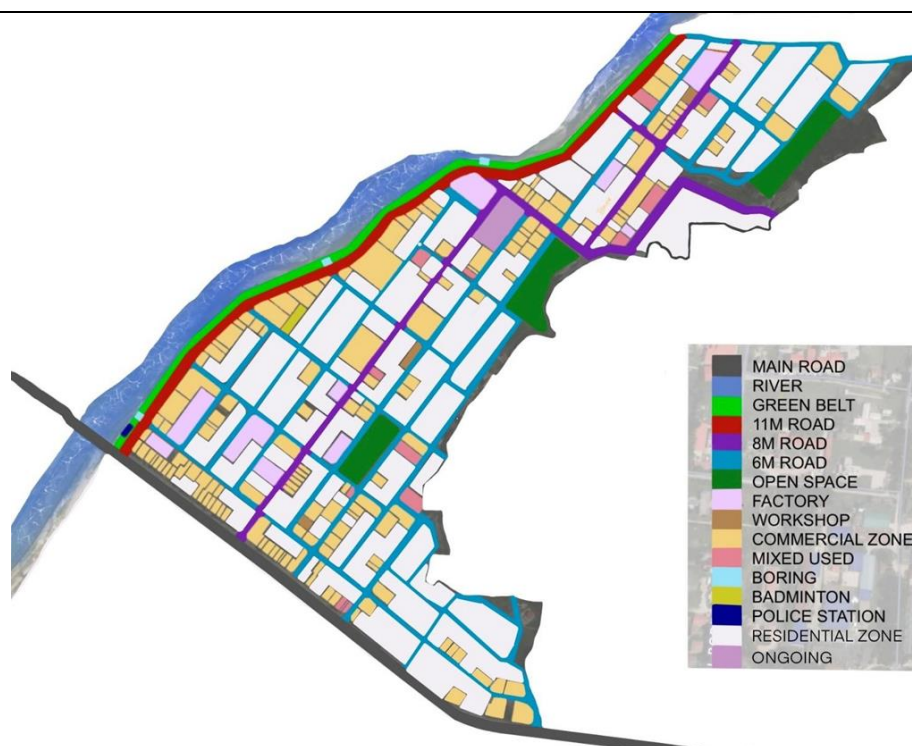 MAIN ROAD
RIVER
GREEN BELT
11M ROAD
8M ROAD
6M ROAD
OPEN SPACE
FACTORY
WORKSHOP
COMMERCIAL ZONE
MIXED USED
BORING
BADMINTON
POLICE STATION
RESIDENTIAL ZONE
ONGOING